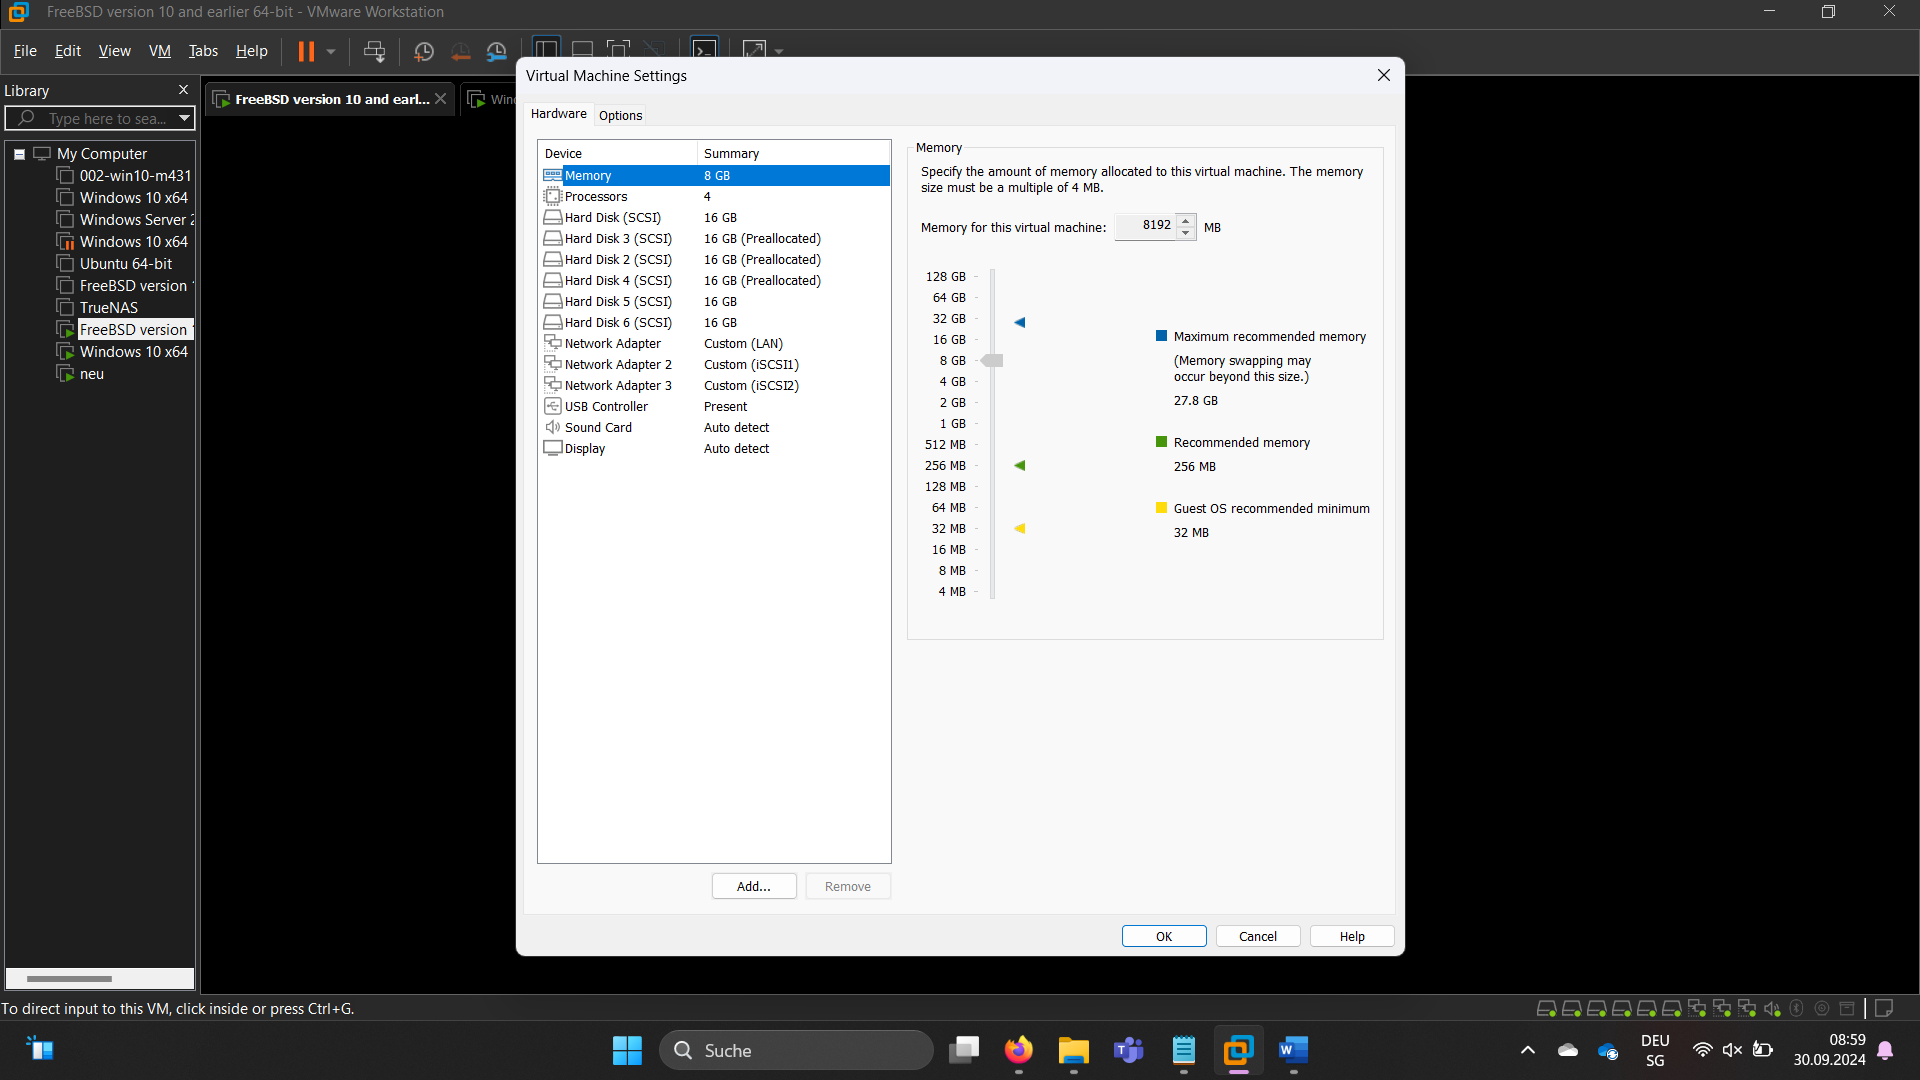 FreeBSD version 10 and earlier 64-bit - VMware Workstation
File Edit View VM Tabs Help
Library
Type here to sea...
My Computer
002-win10-m431
Windows 10 x64
Windows Server 2
Windows 10 x64
Ubuntu 64-bit
FreeBSD version 1
TrueNAS
FreeBSD version 1
Windows 10 x64
neu
FreeBSD version 10 and earl...
Wind
Virtual Machine Settings
Hardware Options
Device Summary
Memory 8 GB
Processors 4
Hard Disk (SCSI) 16 GB
Hard Disk 3 (SCSI) 16 GB (Preallocated)
Hard Disk 2 (SCSI) 16 GB (Preallocated)
Hard Disk 4 (SCSI) 16 GB (Preallocated)
Hard Disk 5 (SCSI) 16 GB
Hard Disk 6 (SCSI) 16 GB
Network Adapter Custom (LAN)
Network Adapter 2 Custom (iSCSI1)
Network Adapter 3 Custom (iSCSI2)
USB Controller Present
Sound Card Auto detect
Display Auto detect
Add... Remove
Memory
Specify the amount of memory allocated to this virtual machine. The memory
size must be a multiple of 4 MB.
Memory for this virtual machine: 8192 MB
128 GB
64 GB
32 GB
16 GB
8 GB
4 GB
2 GB
1 GB
512 MB
256 MB
128 MB
64 MB
32 MB
16 MB
8 MB
4 MB
Maximum recommended memory
(Memory swapping may
occur beyond this size.)
27.8 GB
Recommended memory
256 MB
Guest OS recommended minimum
32 MB
OK Cancel Help
To direct input to this VM, click inside or press Ctrl+G.
Suche
DEU
SG
08:59
30.09.2024